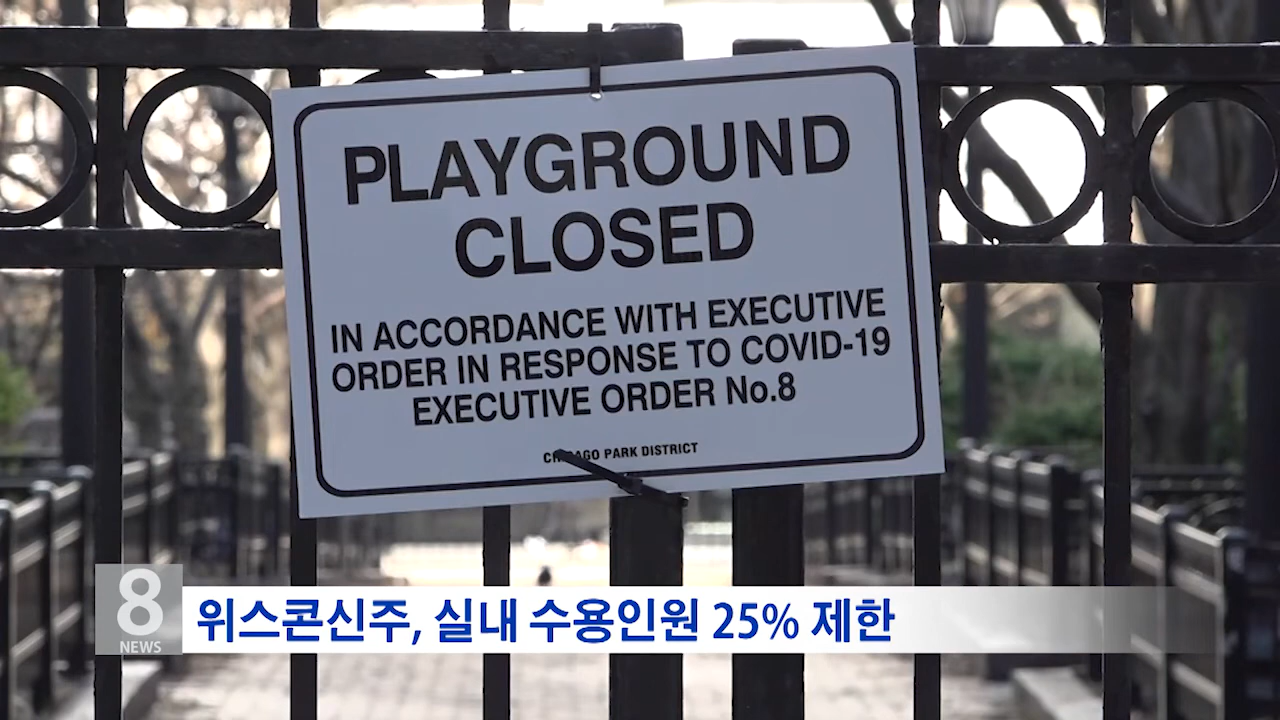 PLAYGROUND
CLOSED
IN ACCORDANCE WITH EXECUTIVE
ORDER IN RESPONSE TO COVID-19
EXECUTIVE ORDER No.8
CHICAGO PARK DISTRICT
8
NEWS
위스콘신주, 실내 수용인원 25% 제한